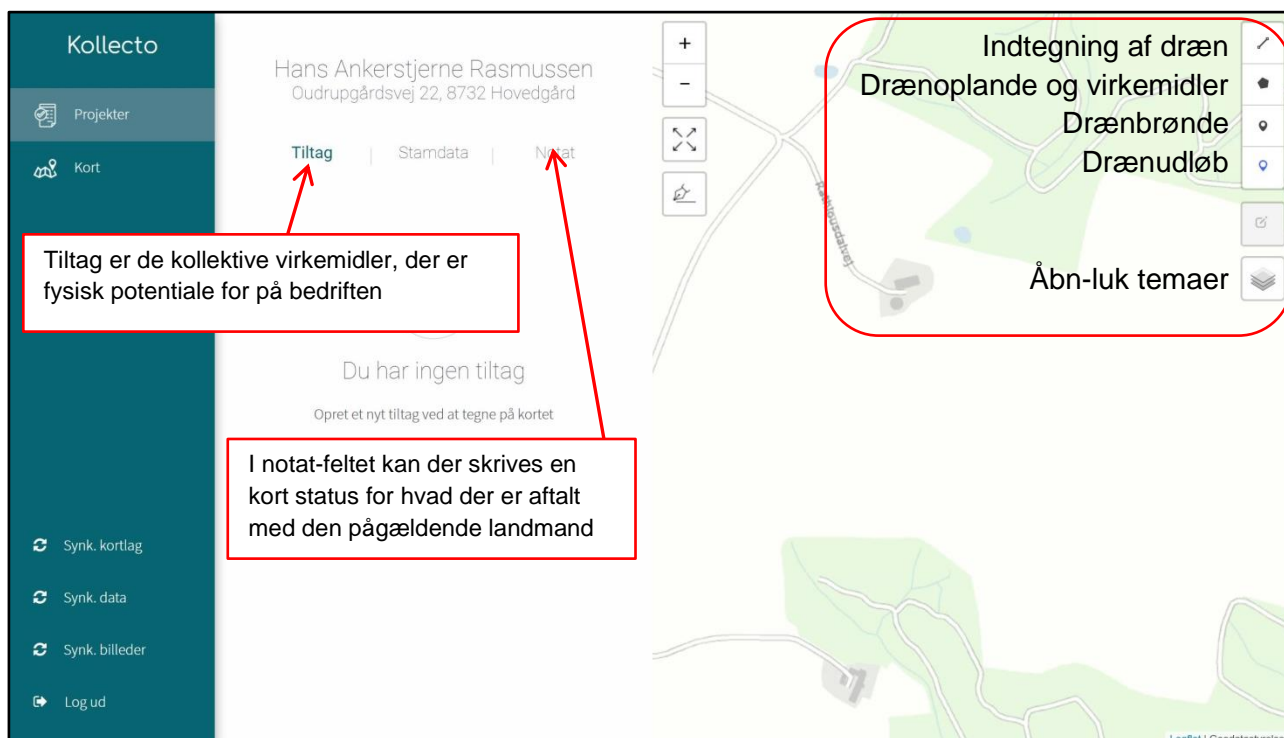 Kollecto
Projekter
Kort
Synk. kortlag
Synk. data
Synk. billeder
Log ud
Hans Ankerstjerne Rasmussen
Oudrupgårdsvej 22, 8732 Hovedgård
Tiltag | Stamdata | Notat
Tiltag er de kollektive virkemidler, der er
fysisk potentiale for på bedriften
Du har ingen tiltag
Opret et nyt tiltag ved at tegne på kortet
I notat-feltet kan der skrives en
kort status for hvad der er aftalt
med den pågældende landmand
+
−
Indtegning af dræn
Drænoplande og virkemidler
Drænbrønde
Drænudløb
Åbn-luk temaer
Rathlousdalvej